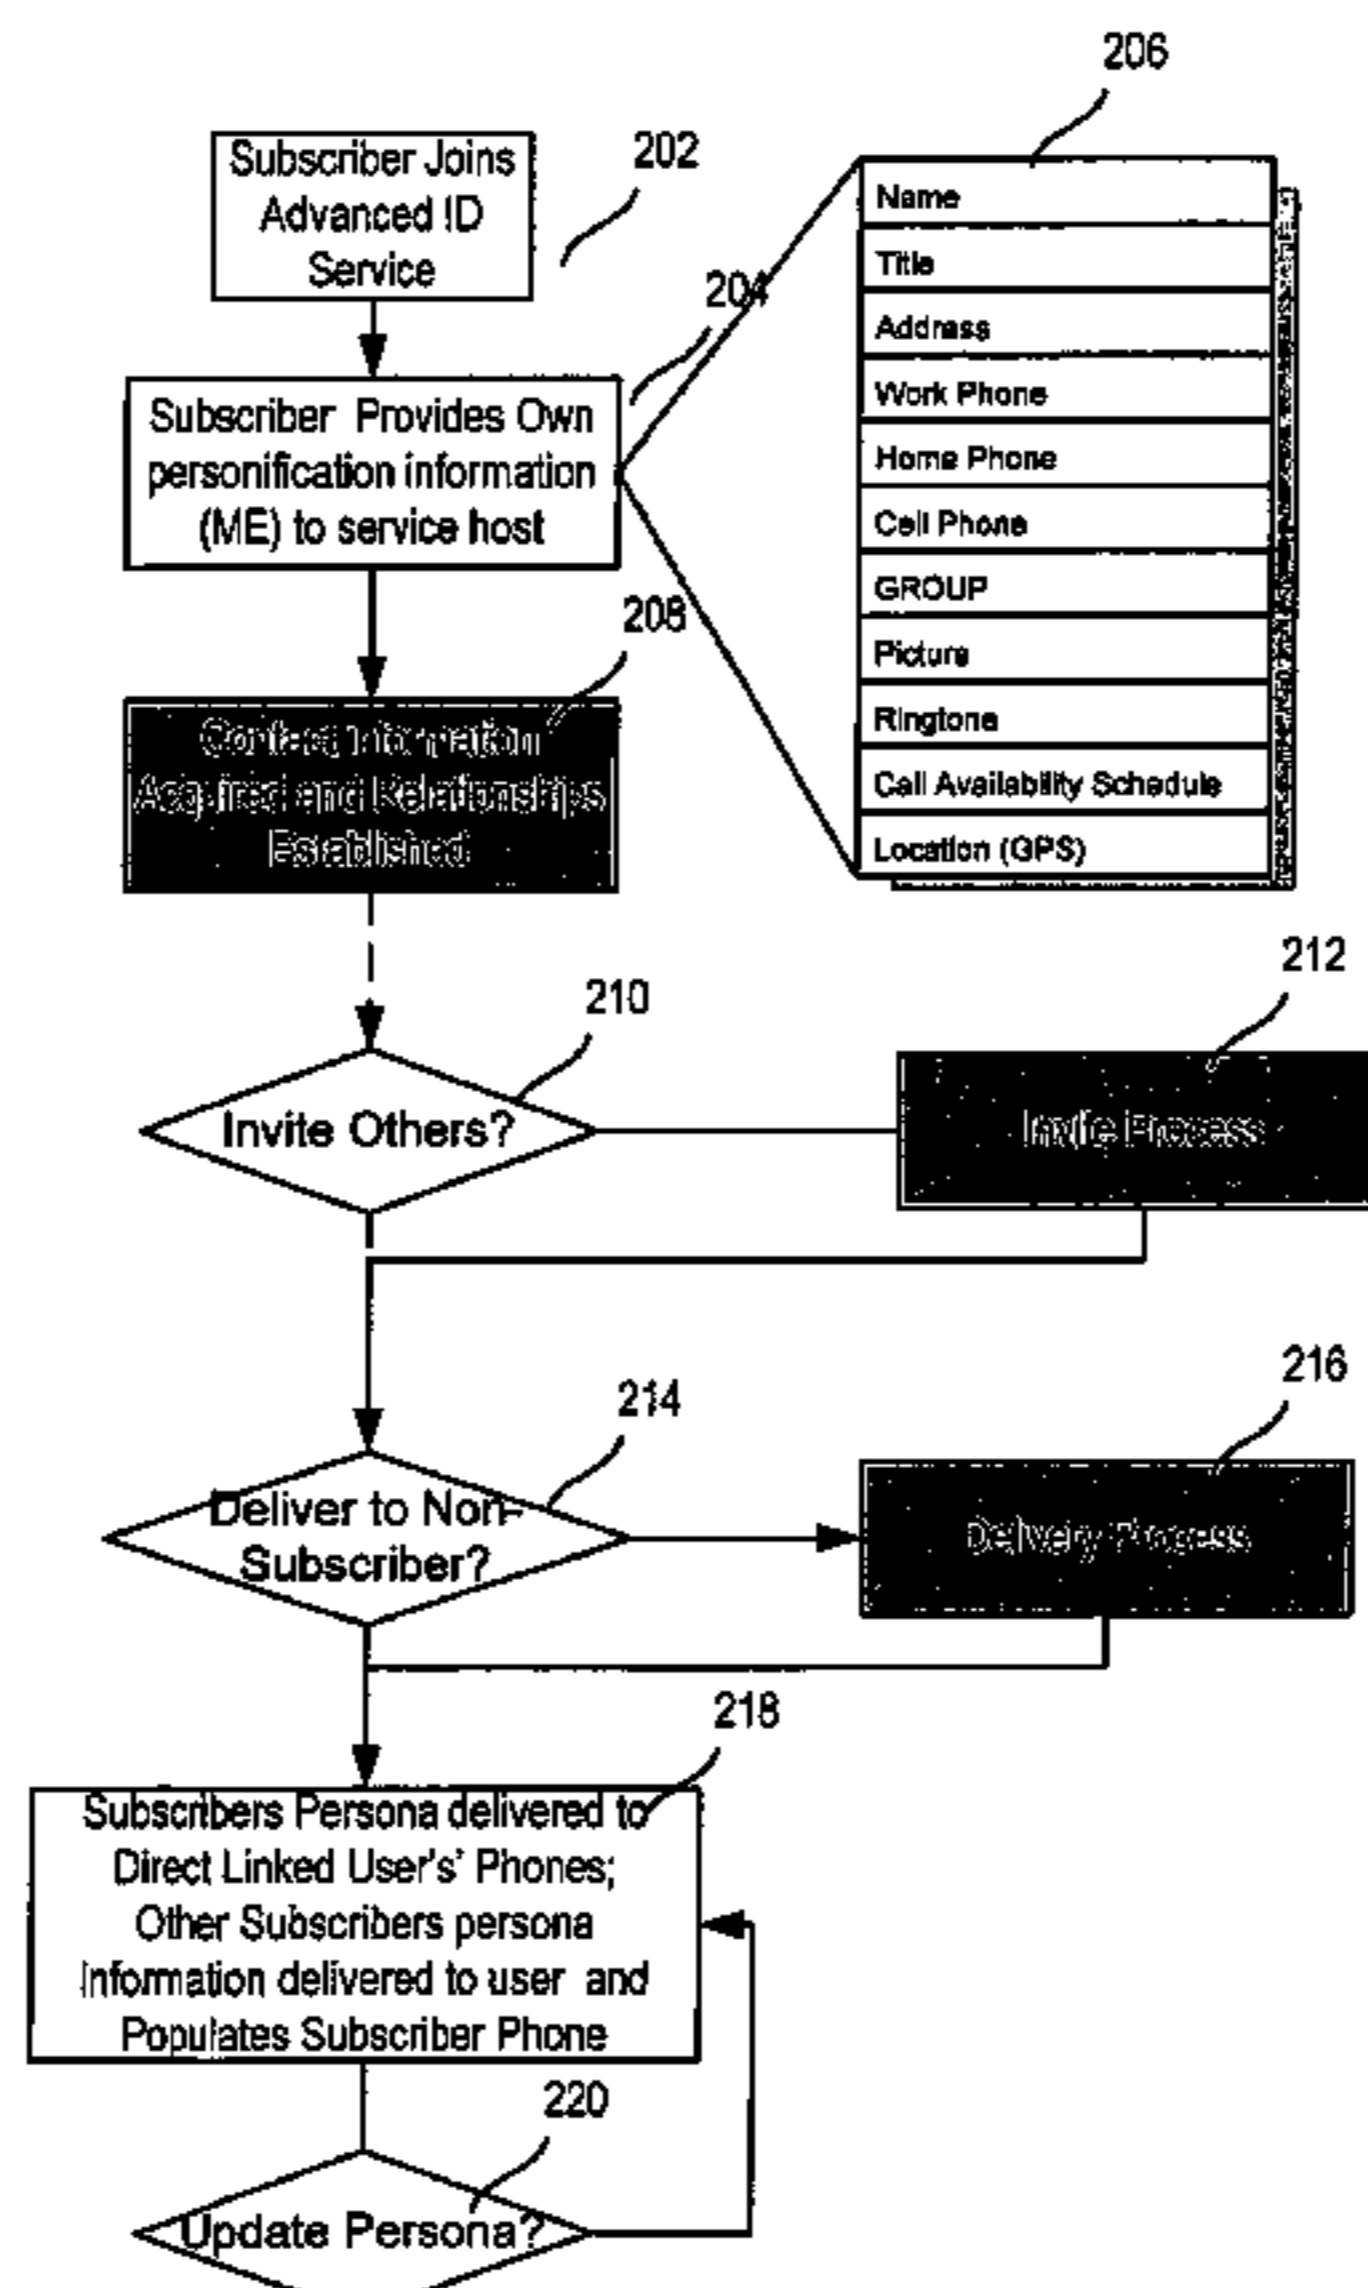 206
Subscriber Joins
Advanced ID
Service
202
Name
Title
Address
Work Phone
Home Phone
Cell Phone
GROUP
Picture
Ringtone
Call Availability Schedule
Location (GPS)
204
Subscriber Provides Own
personification information
(ME) to service host
208
Contact Information
Acquired and Relationships
Established
210
Invite Others?
212
Invite Process
214
Deliver to Non-
Subscriber?
216
Delivery Process
218
Subscribers Persona delivered to
Direct Linked User's' Phones;
Other Subscribers persona
Information delivered to user and
Populates Subscriber Phone
220
Update Persona?